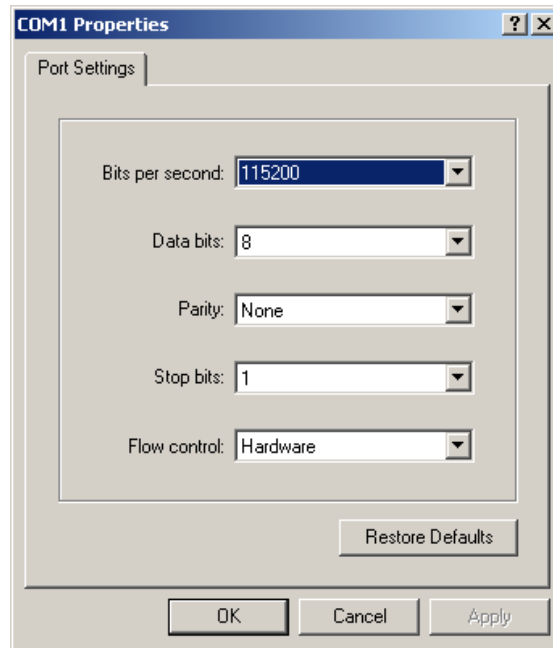 COM1 Properties
Port Settings
Bits per second: 115200
Data bits: 8
Parity: None
Stop bits: 1
Flow control: Hardware
Restore Defaults
OK Cancel Apply